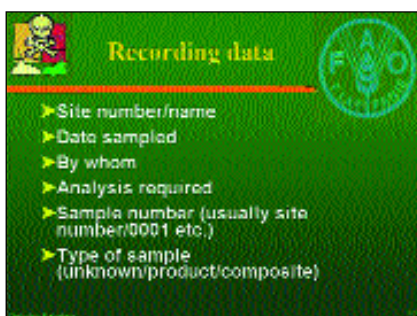 Recording data
F A O
➤Site number/name
➤Date sampled
➤By whom
➤Analysis required
➤Sample number (usually site
number/0001 etc.)
➤Type of sample
(unknown/product/composite)